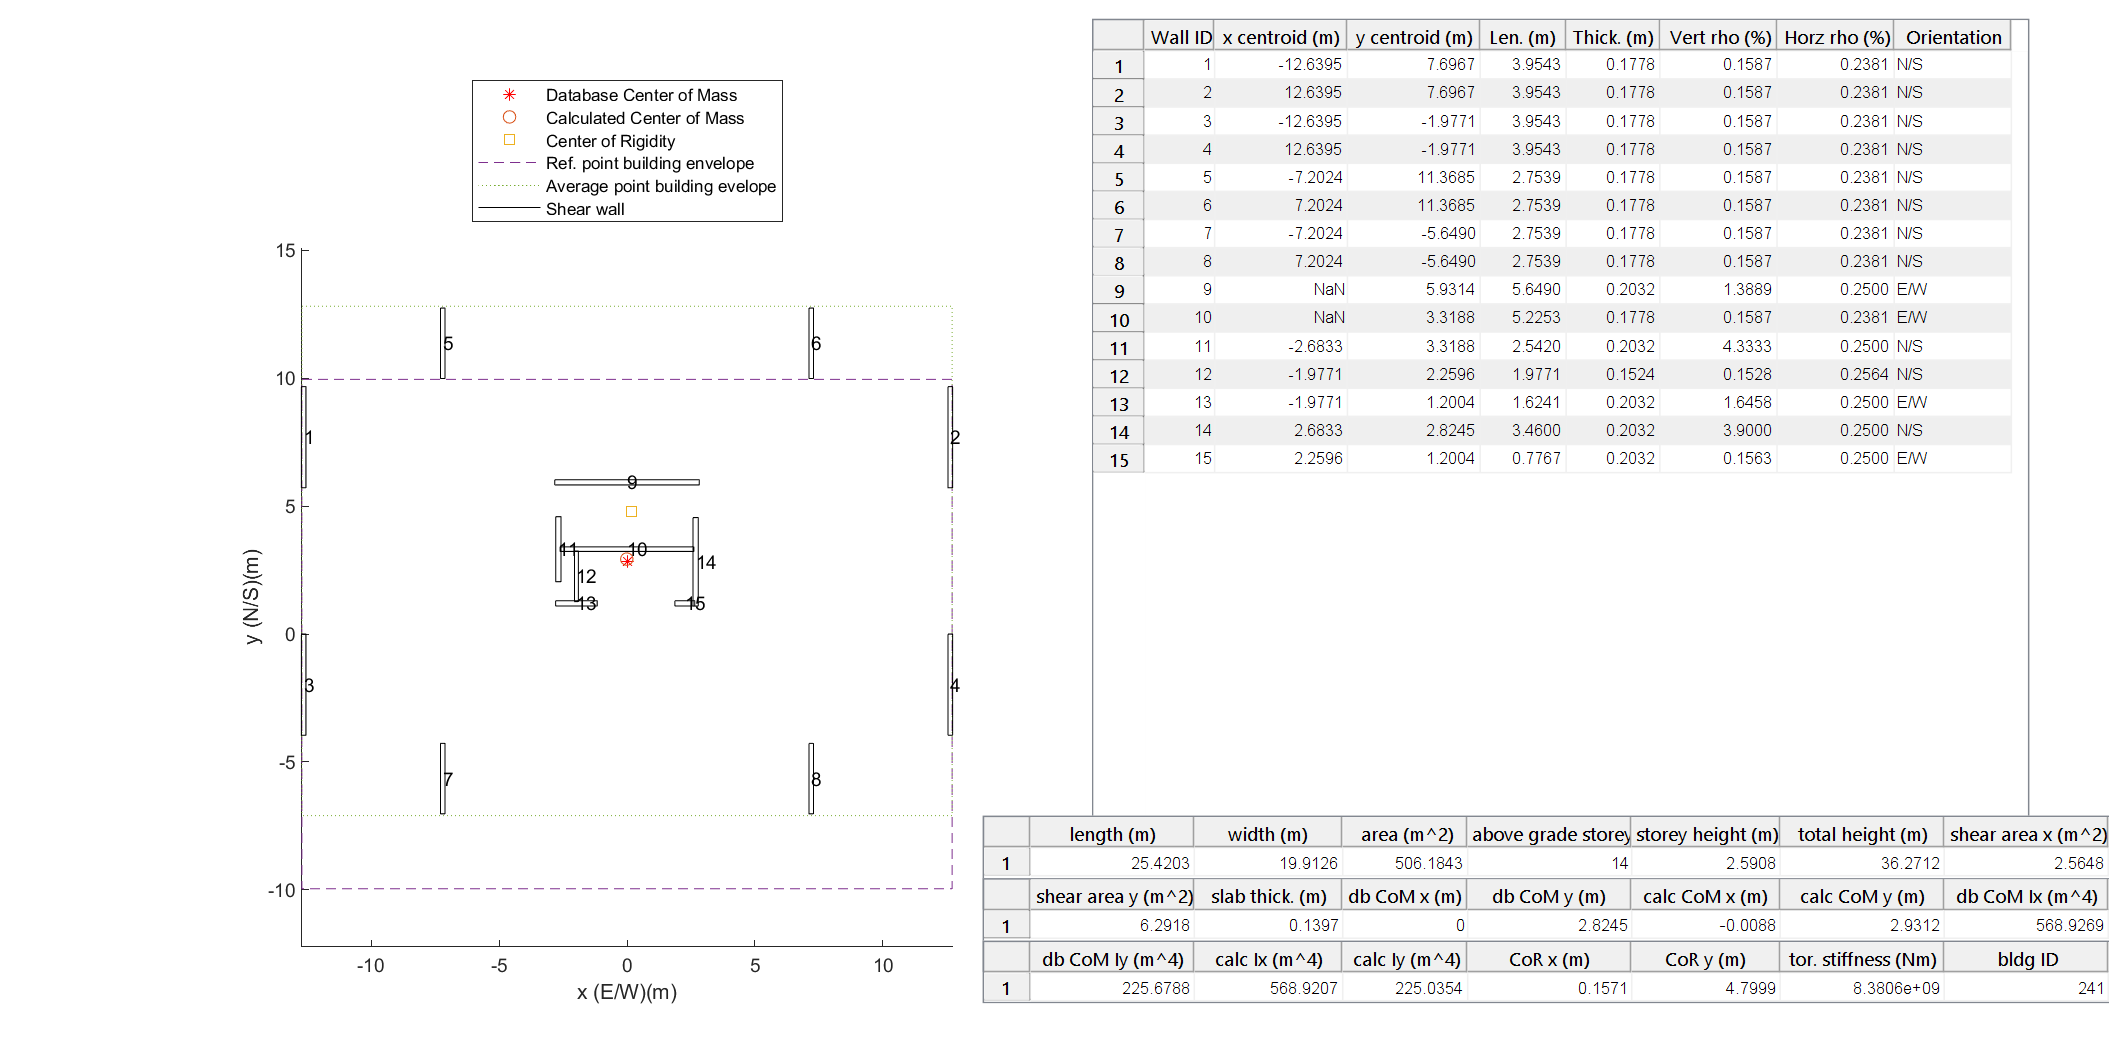 Database Center of Mass
Calculated Center of Mass
Center of Rigidity
Ref. point building envelope
Average point building evelope
Shear wall
15
10
5
0
-5
-10
-10 -5 0 5 10
y (N/S)(m)
x (E/W)(m)
5 6
1 2
9
11 10
14
12
13 15
3 4
7 8
Wall ID x centroid (m) y centroid (m) Len. (m) Thick. (m) Vert rho (%) Horz rho (%) Orientation
1 1 -12.6395 7.6967 3.9543 0.1778 0.1587 0.2381 N/S
2 2 12.6395 7.6967 3.9543 0.1778 0.1587 0.2381 N/S
3 3 -12.6395 -1.9771 3.9543 0.1778 0.1587 0.2381 N/S
4 4 12.6395 -1.9771 3.9543 0.1778 0.1587 0.2381 N/S
5 5 -7.2024 11.3685 2.7539 0.1778 0.1587 0.2381 N/S
6 6 7.2024 11.3685 2.7539 0.1778 0.1587 0.2381 N/S
7 7 -7.2024 -5.6490 2.7539 0.1778 0.1587 0.2381 N/S
8 8 7.2024 -5.6490 2.7539 0.1778 0.1587 0.2381 N/S
9 9 NaN 5.9314 5.6490 0.2032 1.3889 0.2500 E/W
10 10 NaN 3.3188 5.2253 0.1778 0.1587 0.2381 E/W
11 11 -2.6833 3.3188 2.5420 0.2032 4.3333 0.2500 N/S
12 12 -1.9771 2.2596 1.9771 0.1524 0.1528 0.2564 N/S
13 13 -1.9771 1.2004 1.6241 0.2032 1.6458 0.2500 E/W
14 14 2.6833 2.8245 3.4600 0.2032 3.9000 0.2500 N/S
15 15 2.2596 1.2004 0.7767 0.2032 0.1563 0.2500 E/W
length (m) width (m) area (m^2) above grade storey storey height (m) total height (m) shear area x (m^2)
1 25.4203 19.9126 506.1843 14 2.5908 36.2712 2.5648
shear area y (m^2) slab thick. (m) db CoM x (m) db CoM y (m) calc CoM x (m) calc CoM y (m) db CoM Ix (m^4)
1 6.2918 0.1397 0 2.8245 -0.0088 2.9312 568.9269
db CoM Iy (m^4) calc Ix (m^4) calc Iy (m^4) CoR x (m) CoR y (m) tor. stiffness (Nm) bldg ID
1 225.6788 568.9207 225.0354 0.1571 4.7999 8.3806e+09 241